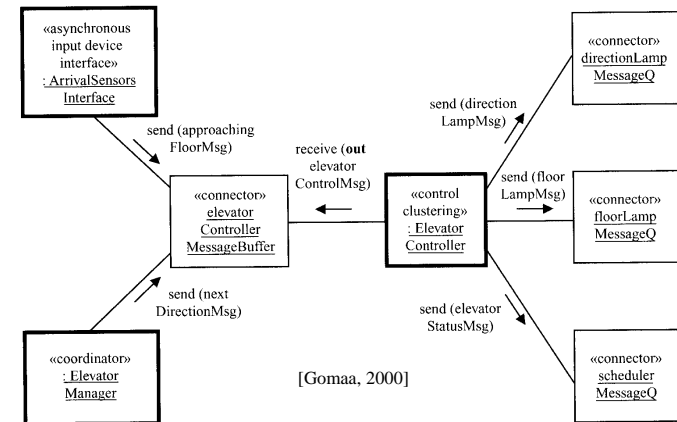 «asynchronous
input device
interface»
: ArrivalSensors
Interface
send (approaching
FloorMsg)
«connector»
elevator
Controller
MessageBuffer
send (next
DirectionMsg)
«coordinator»
: Elevator
Manager
receive (out
elevator
ControlMsg)
«control
clustering»
: Elevator
Controller
send (direction
LampMsg)
«connector»
directionLamp
MessageQ
send (floor
LampMsg)
«connector»
floorLamp
MessageQ
send (elevator
StatusMsg)
«connector»
scheduler
MessageQ
[Gomaa, 2000]